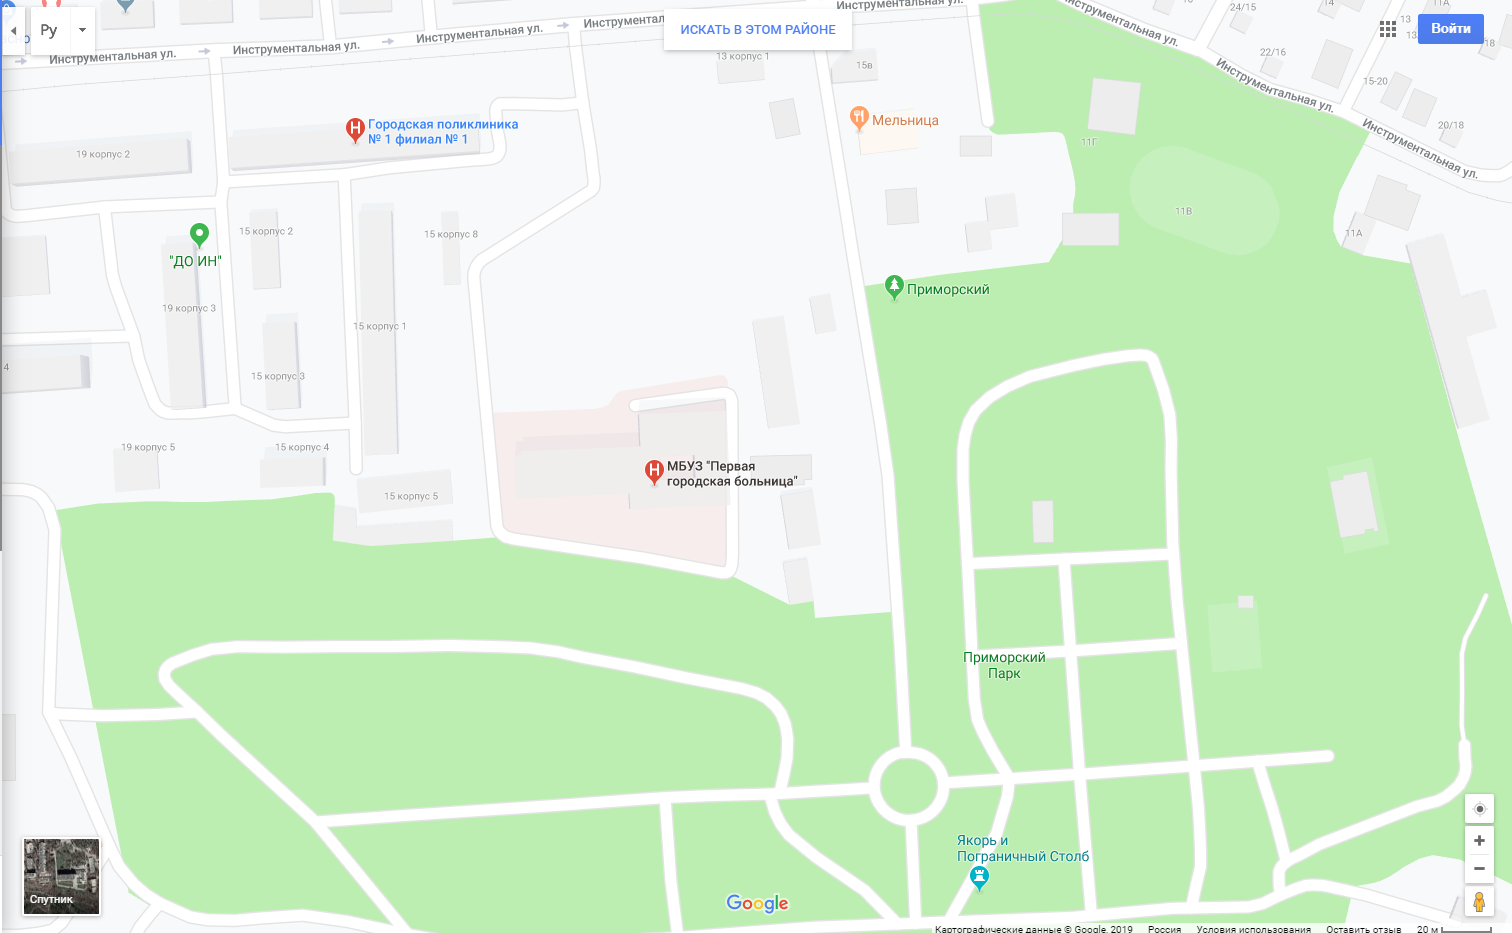 Ру
ИСКАТЬ В ЭТОМ РАЙОНЕ
Войти
Инструментальная ул.
Инструментальная ул.
Инструментальная ул.
Инструментальная ул.
Инструментальная ул.
Инструментальная ул.
Инструментальная ул.
24/15
14
11А
13
18
22/16
15-20
20/18
13 корпус 1
15в
Мельница
Городская поликлиника
№ 1 филиал № 1
19 корпус 2
11Г
11В
11А
15 корпус 2
15 корпус 8
"ДО ИН"
Приморский
19 корпус 3
15 корпус 1
4
15 корпус 3
19 корпус 5
15 корпус 4
МБУЗ "Первая
городская больница"
15 корпус 5
Приморский
Парк
Якорь и
Пограничный Столб
Спутник
Google
Картографические данные © Google, 2019
Россия
Условия использования
Оставить отзыв
20 м